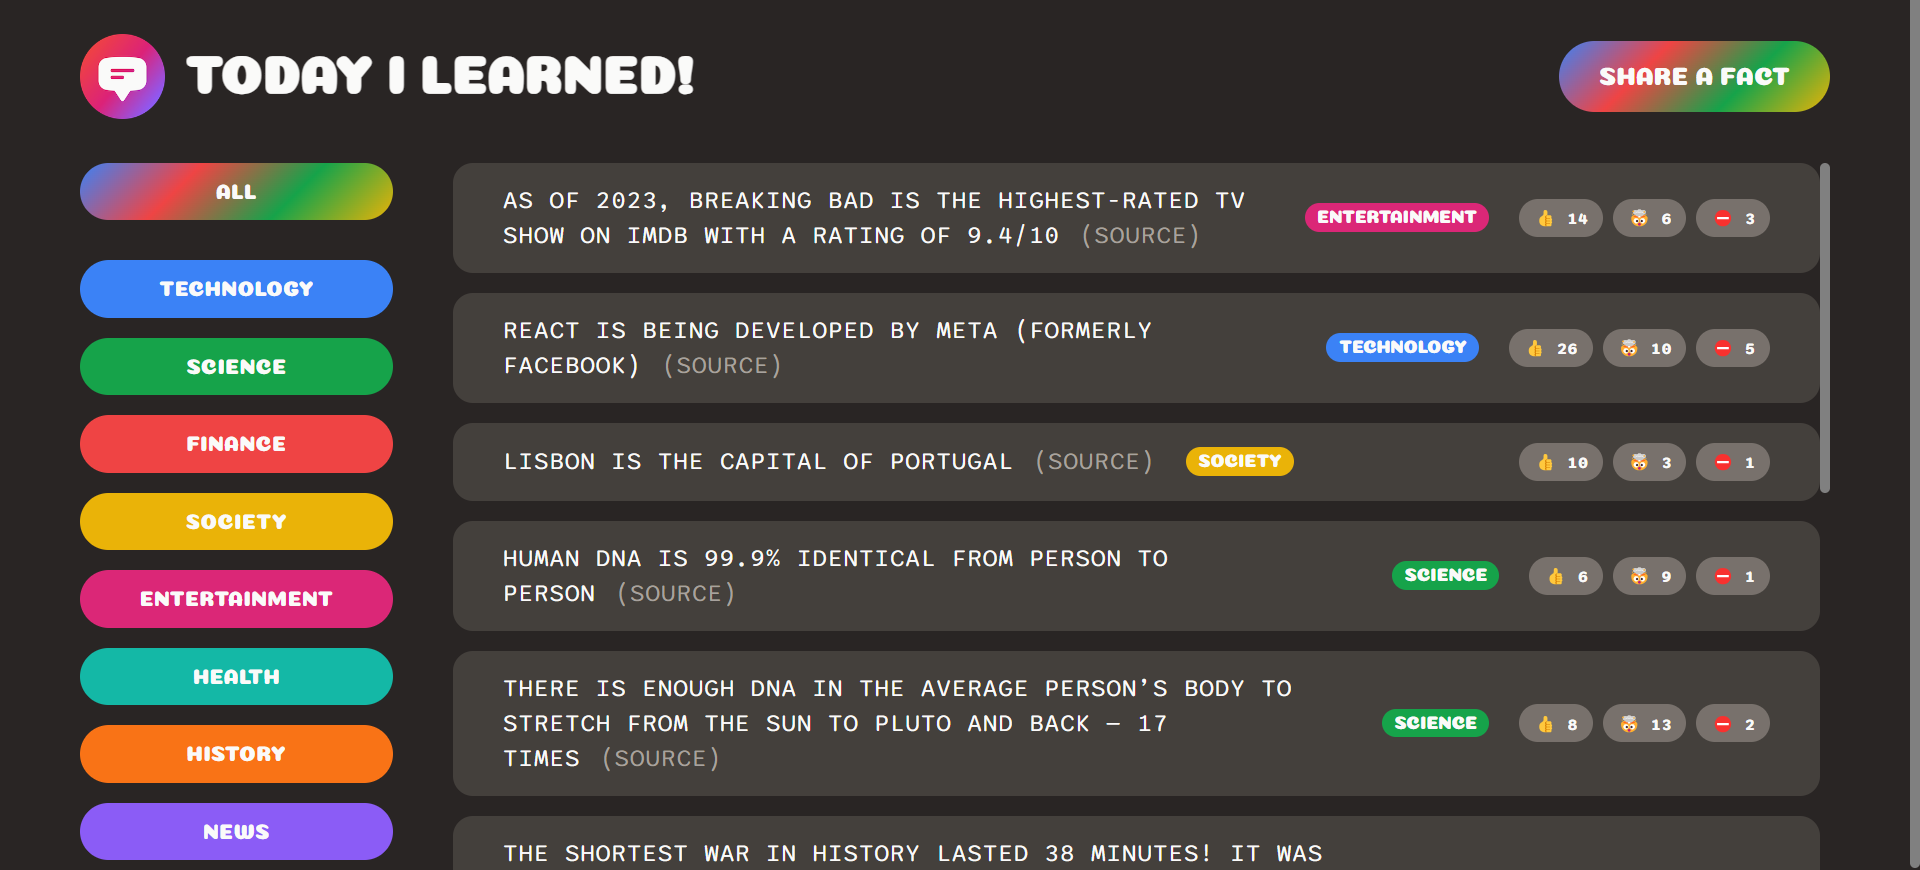 TODAY I LEARNED!
SHARE A FACT
ALL
TECHNOLOGY
SCIENCE
FINANCE
SOCIETY
ENTERTAINMENT
HEALTH
HISTORY
NEWS
AS OF 2023, BREAKING BAD IS THE HIGHEST-RATED TV
SHOW ON IMDB WITH A RATING OF 9.4/10 (SOURCE)
ENTERTAINMENT
👍 14 🤯 6 ⛔ 3
REACT IS BEING DEVELOPED BY META (FORMERLY
FACEBOOK) (SOURCE)
TECHNOLOGY
👍 26 🤯 10 ⛔ 5
LISBON IS THE CAPITAL OF PORTUGAL (SOURCE)
SOCIETY
👍 10 🤯 3 ⛔ 1
HUMAN DNA IS 99.9% IDENTICAL FROM PERSON TO
PERSON (SOURCE)
SCIENCE
👍 6 🤯 9 ⛔ 1
THERE IS ENOUGH DNA IN THE AVERAGE PERSON'S BODY TO
STRETCH FROM THE SUN TO PLUTO AND BACK — 17
TIMES (SOURCE)
SCIENCE
👍 8 🤯 13 ⛔ 2
THE SHORTEST WAR IN HISTORY LASTED 38 MINUTES! IT WAS